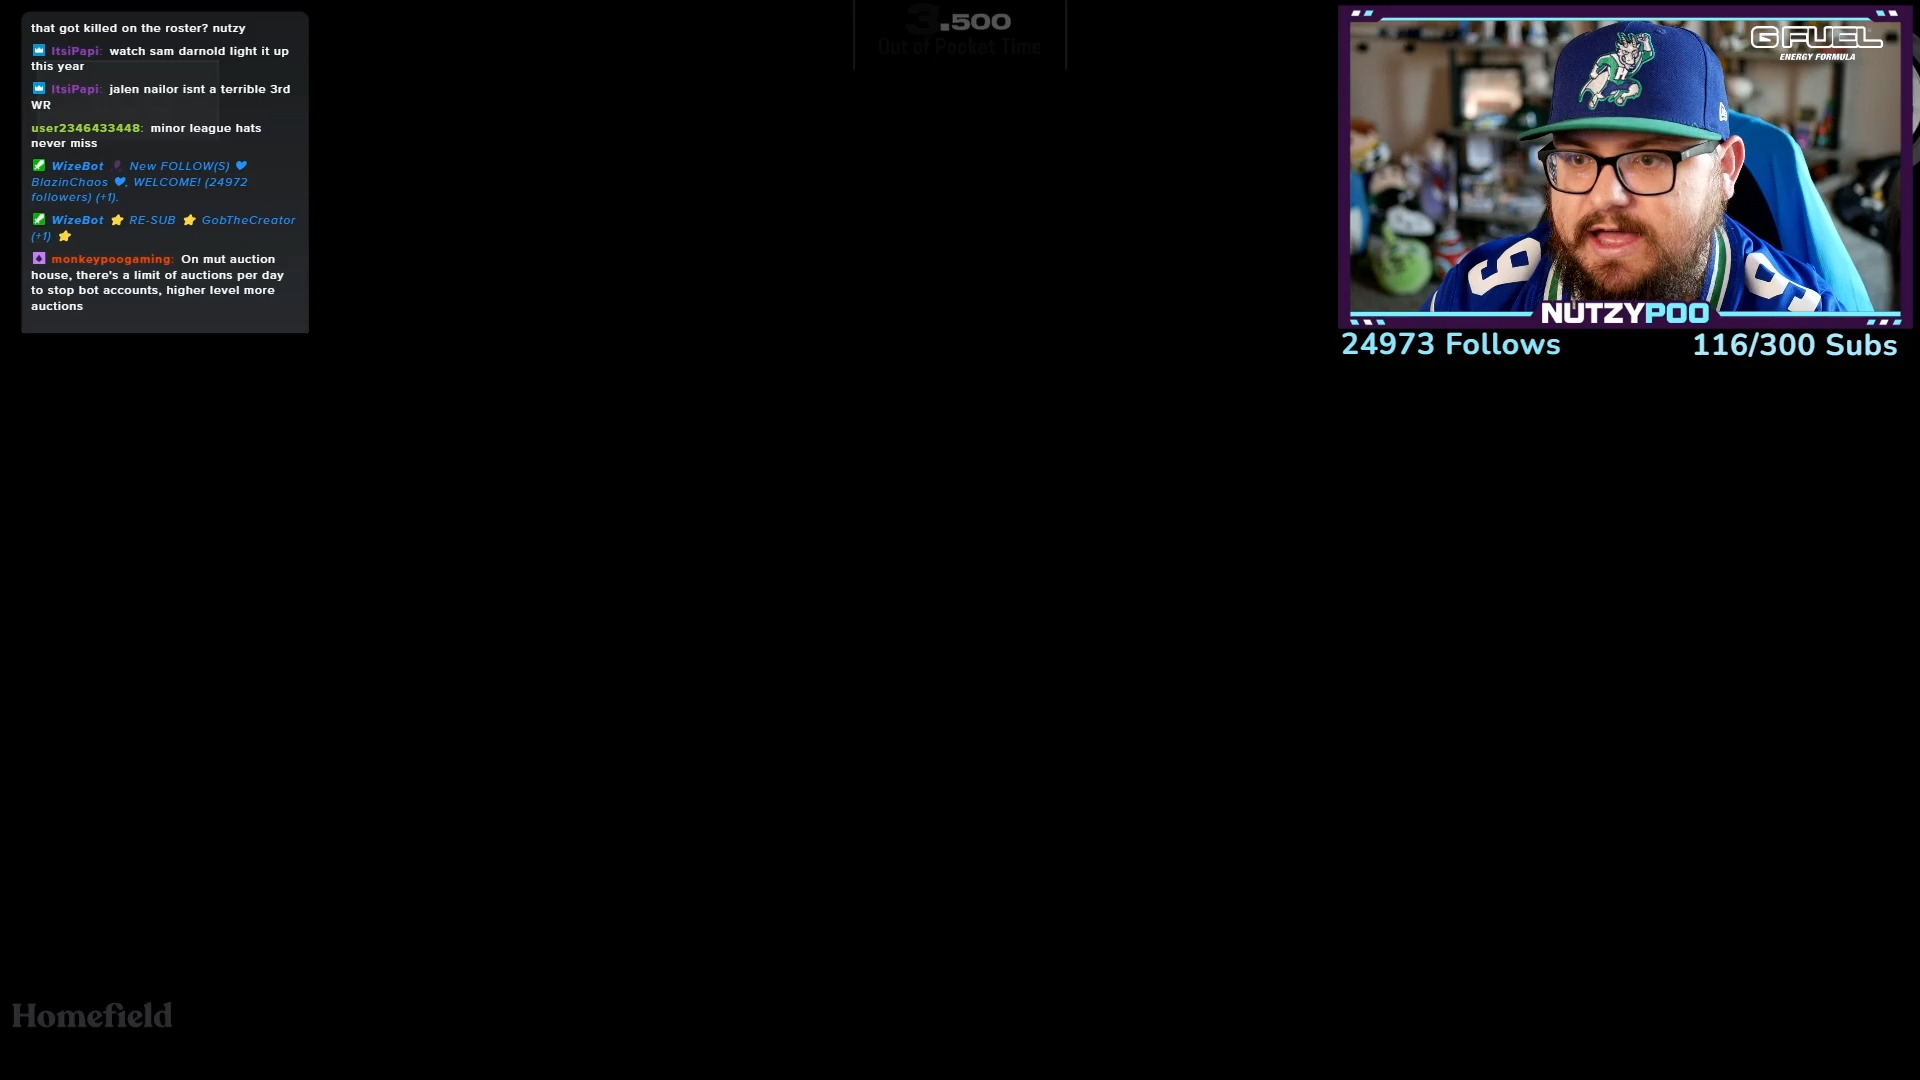 that got killed on the roster? nutzy
ItsiPapi: watch sam darnold light it up
this year
ItsiPapi: jalen nailor isnt a terrible 3rd
WR
user2346433448: minor league hats
never miss
WizeBot New FOLLOW(S)
BlazinChaos , WELCOME! (24972
followers) (+1).
WizeBot RE-SUB GobTheCreator
(+1)
monkeypoogaming: On mut auction
house, there's a limit of auctions per day
to stop bot accounts, higher level more
auctions
3.500
Out of Pocket Time
G FUEL
ENERGY FORMULA
H
9
9
NUTZYPOO
24973 Follows
116/300 Subs
Homefield